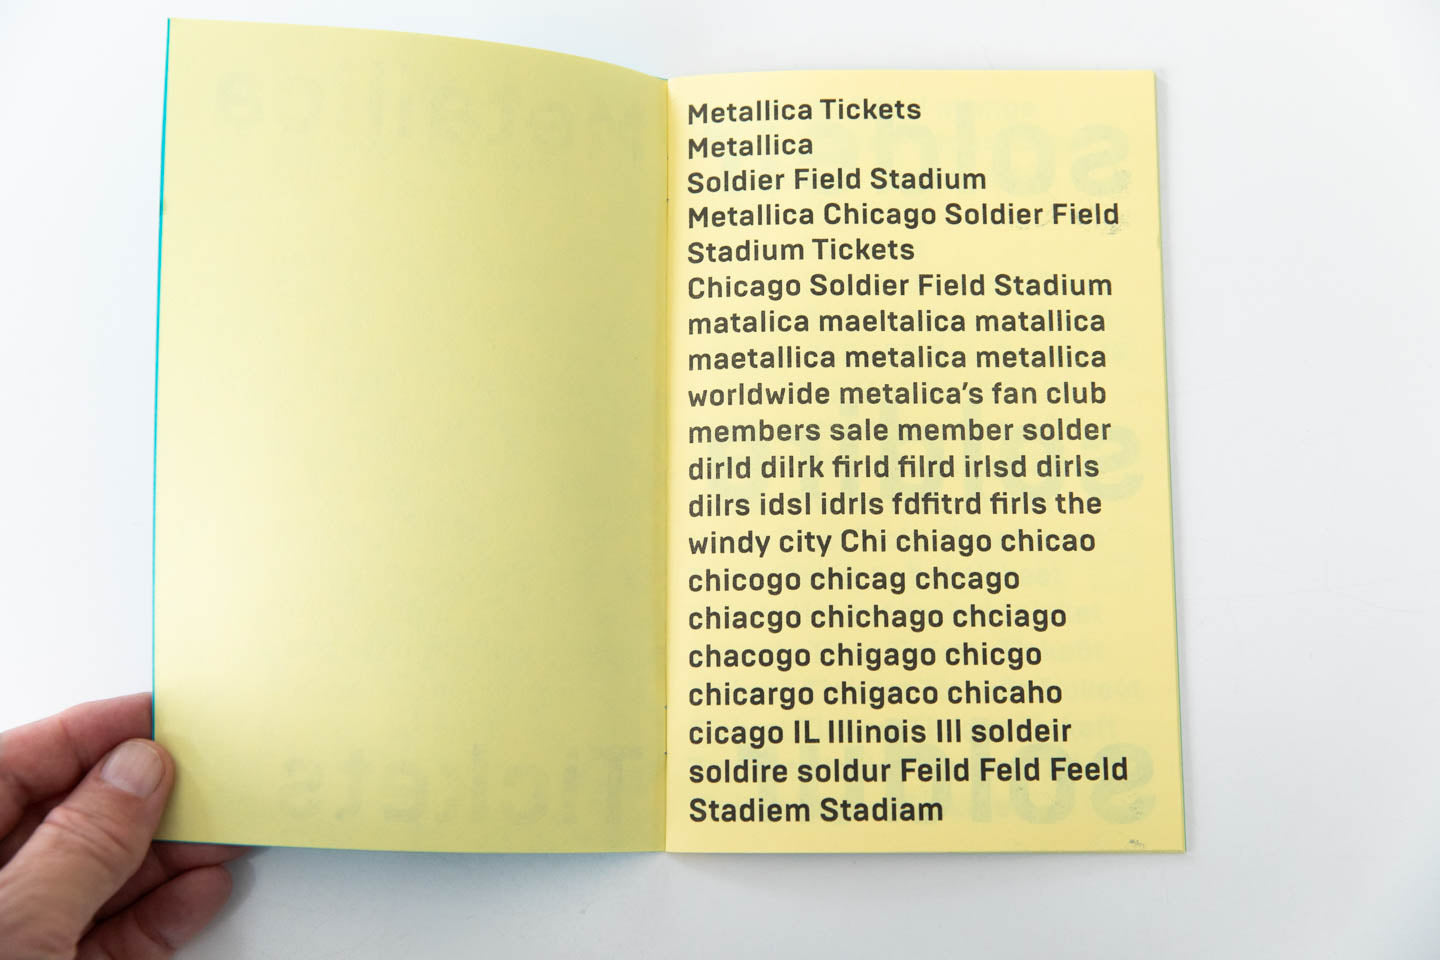 Metallica Tickets
Metallica
Soldier Field Stadium
Metallica Chicago Soldier Field
Stadium Tickets
Chicago Soldier Field Stadium
matalica maeltalica matallica
maetallica metalica metallica
worldwide metalica’s fan club
members sale member solder
dirld dilrk firld filrd irlsd dirls
dilrs idsl idrls fdfitrd firls the
windy city Chi chiago chicao
chicogo chicag chcago
chiacgo chichago chciago
chacogo chigago chicgo
chicargo chigaco chicaho
cicago IL Illinois Ill soldeir
soldire soldur Feild Feld Feeld
Stadiem Stadiam